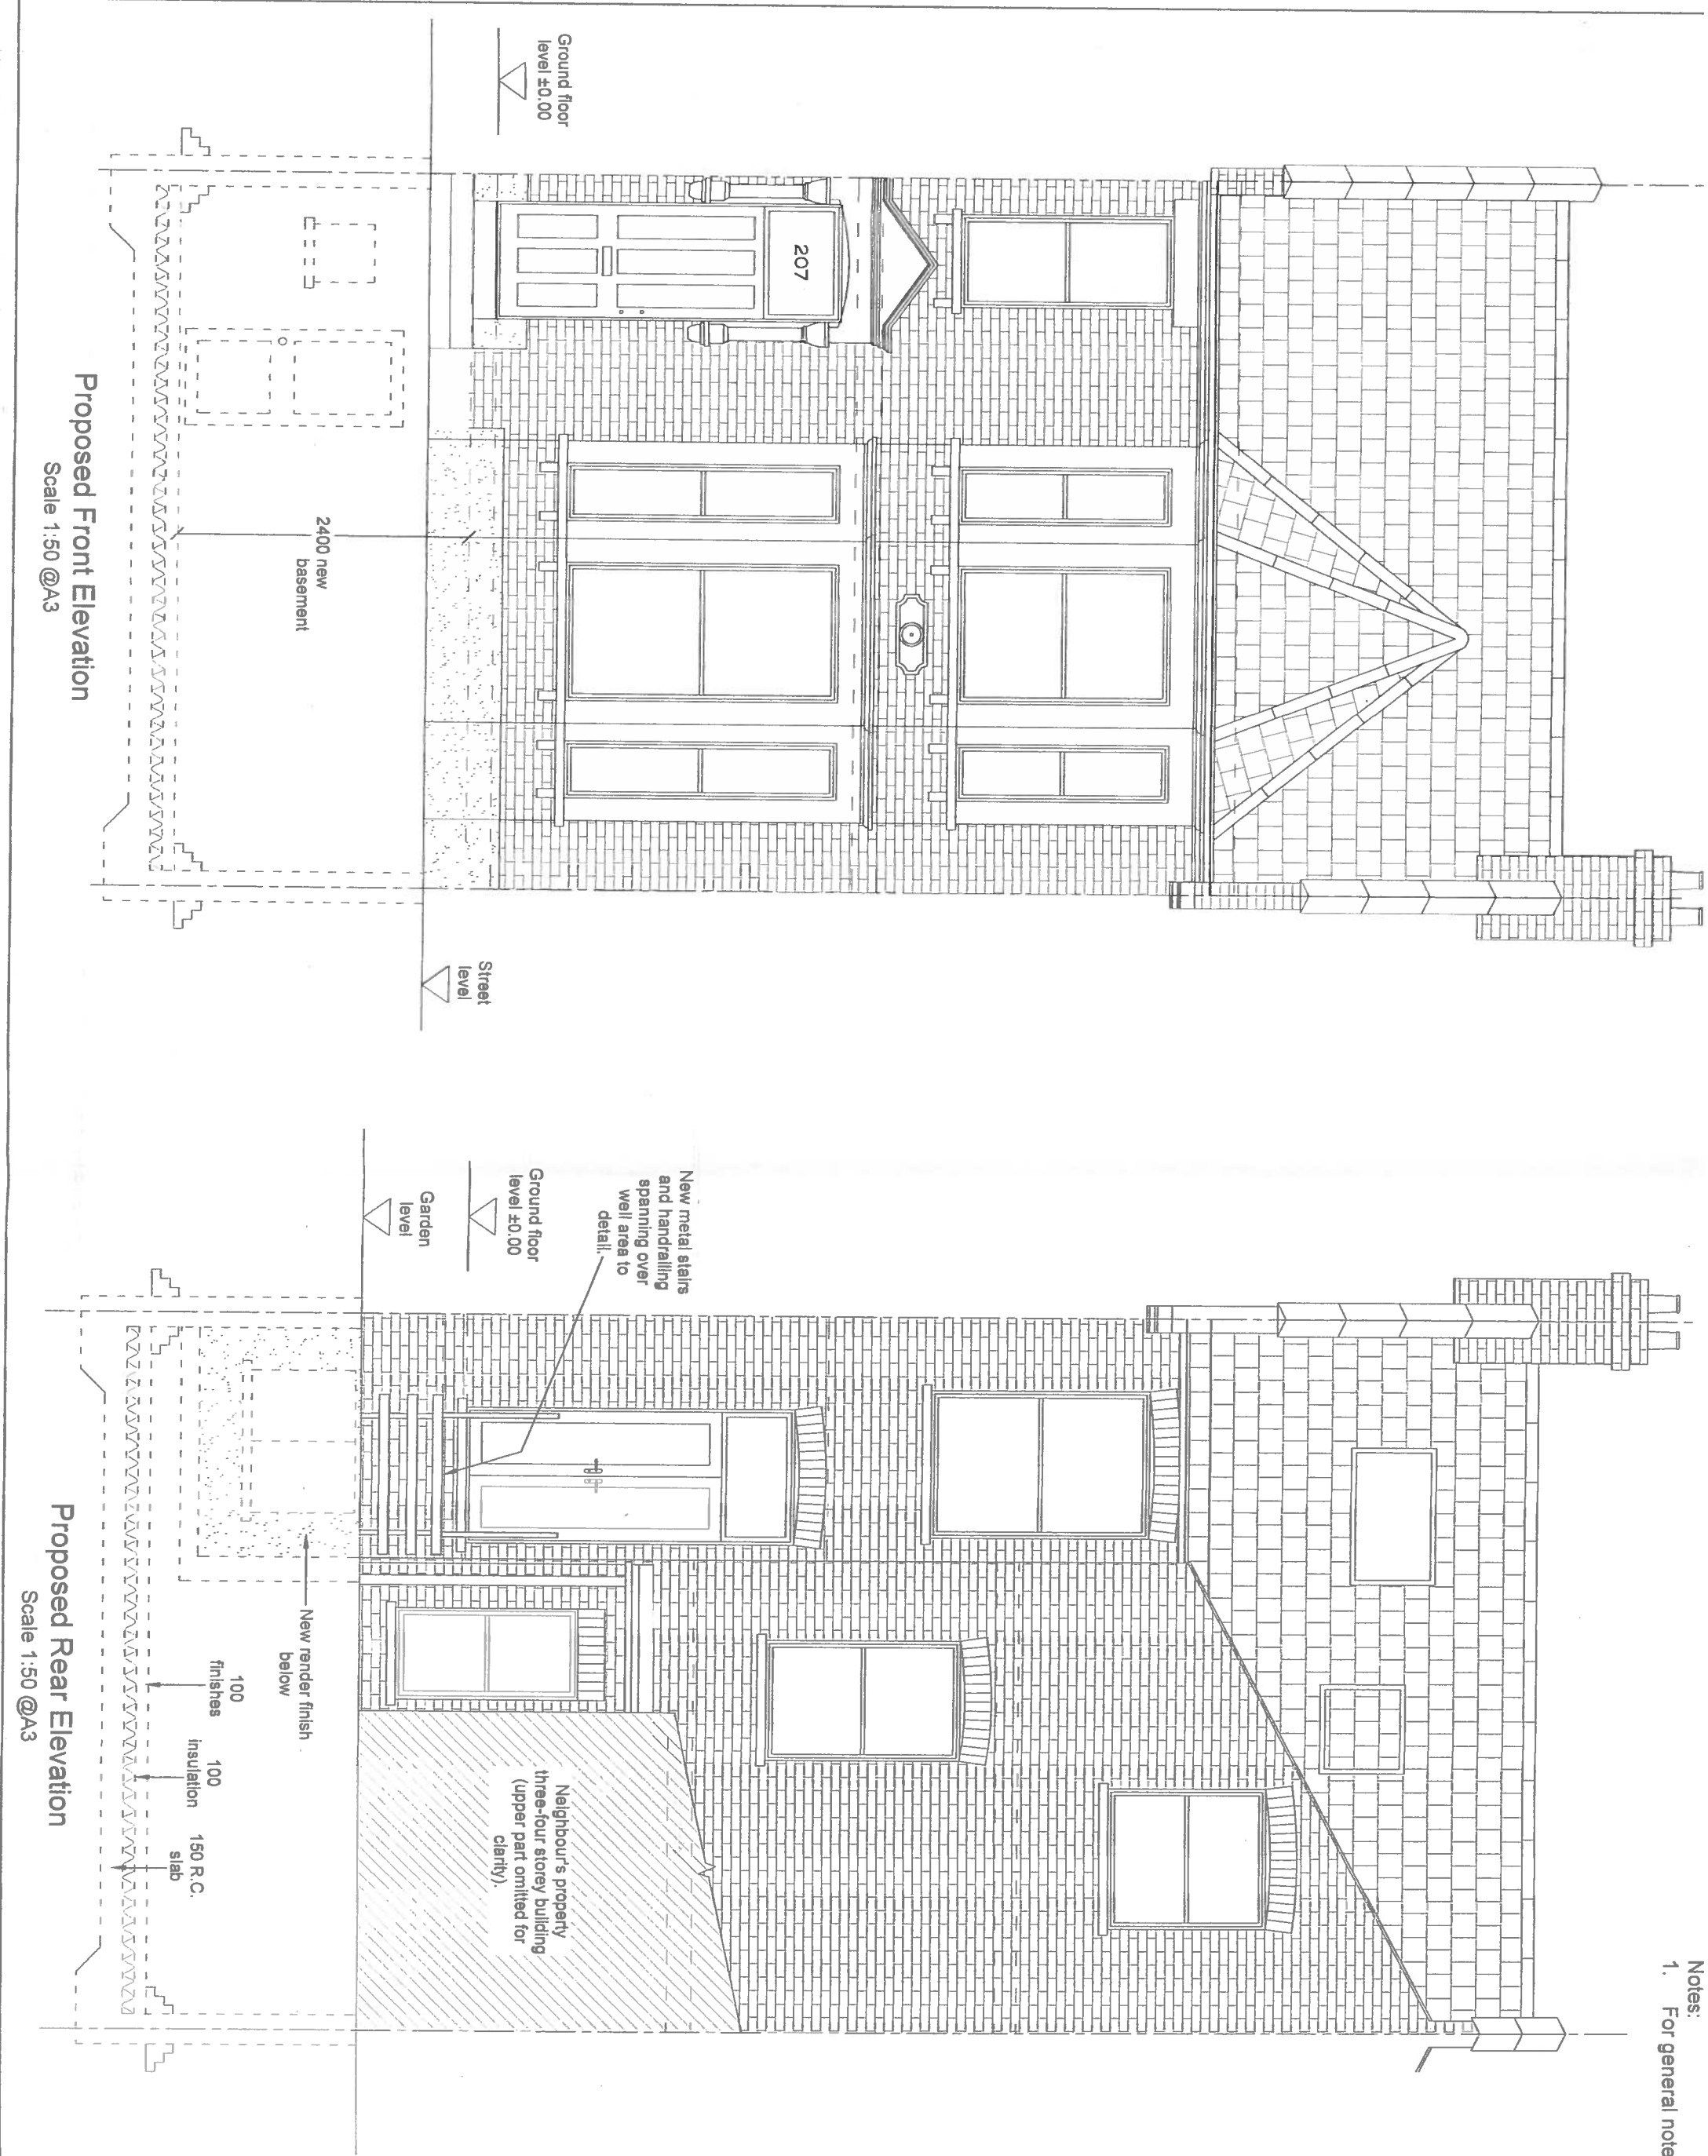 Notes:
1. For general note
Ground floor
level ±0.00
207
2400 new
basement
Street
level
Proposed Front Elevation
Scale 1:50 @A3
New metal stairs
and handrailing
spanning over
well area to
detail.
Ground floor
level ±0.00
Garden
level
Neighbour's property
three-four storey building
(upper part omitted for
clarity).
New render finish
below
100
finishes
100
insulation
150 R.C.
slab
Proposed Rear Elevation
Scale 1:50 @A3